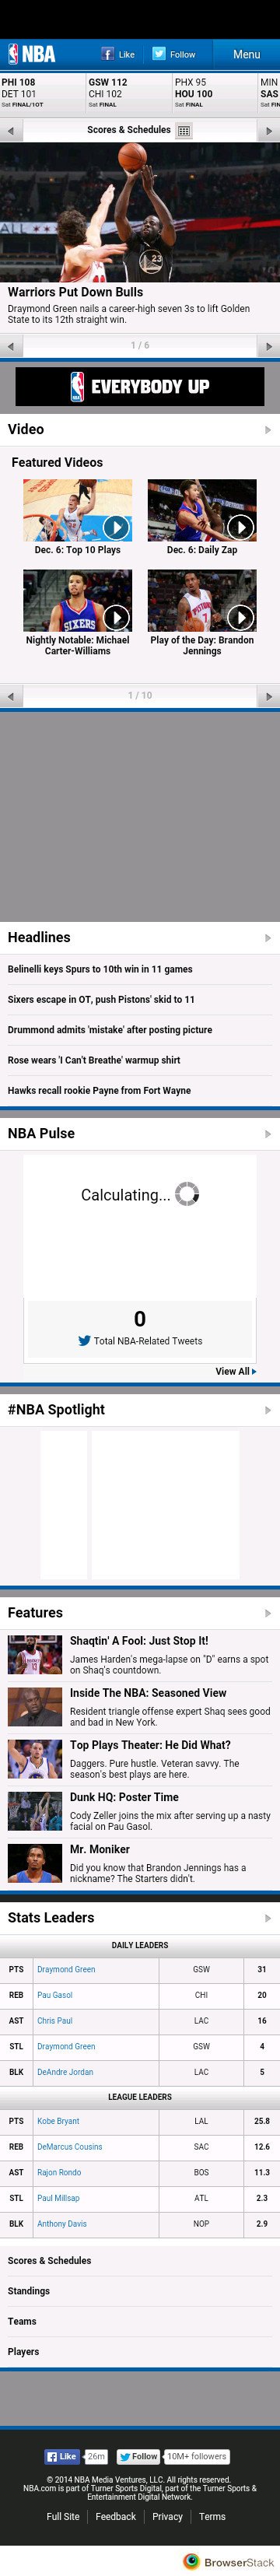 NBA
Like
Follow
Menu
PHI 108
DET 101
Sat FINAL/1OT
GSW 112
CHI 102
Sat FINAL
PHX 95
HOU 100
Sat FINAL
MIN
SAS
Sat FIN
Scores & Schedules
Warriors Put Down Bulls
Draymond Green nails a career-high seven 3s to lift Golden
State to its 12th straight win.
1 / 6
EVERYBODY UP
Video
Featured Videos
Dec. 6: Top 10 Plays
Dec. 6: Daily Zap
Nightly Notable: Michael
Carter-Williams
Play of the Day: Brandon
Jennings
1 / 10
Headlines
Belinelli keys Spurs to 10th win in 11 games
Sixers escape in OT, push Pistons' skid to 11
Drummond admits 'mistake' after posting picture
Rose wears 'I Can't Breathe' warmup shirt
Hawks recall rookie Payne from Fort Wayne
NBA Pulse
Calculating...
0
Total NBA-Related Tweets
View All
#NBA Spotlight
Features
Shaqtin' A Fool: Just Stop It!
James Harden's mega-lapse on "D" earns a spot
on Shaq's countdown.
Inside The NBA: Seasoned View
Resident triangle offense expert Shaq sees good
and bad in New York.
Top Plays Theater: He Did What?
Daggers. Pure hustle. Veteran savvy. The
season's best plays are here.
Dunk HQ: Poster Time
Cody Zeller joins the mix after serving up a nasty
facial on Pau Gasol.
Mr. Moniker
Did you know that Brandon Jennings has a
nickname? The Starters didn't.
Stats Leaders
DAILY LEADERS
PTS Draymond Green GSW 31
REB Pau Gasol CHI 20
AST Chris Paul LAC 16
STL Draymond Green GSW 4
BLK DeAndre Jordan LAC 5
LEAGUE LEADERS
PTS Kobe Bryant LAL 25.8
REB DeMarcus Cousins SAC 12.6
AST Rajon Rondo BOS 11.3
STL Paul Millsap ATL 2.3
BLK Anthony Davis NOP 2.9
Scores & Schedules
Standings
Teams
Players
Like 26m Follow 10M+ followers
© 2014 NBA Media Ventures, LLC. All rights reserved.
NBA.com is part of Turner Sports Digital, part of the Turner Sports &
Entertainment Digital Network.
Full Site Feedback Privacy Terms
BrowserStack